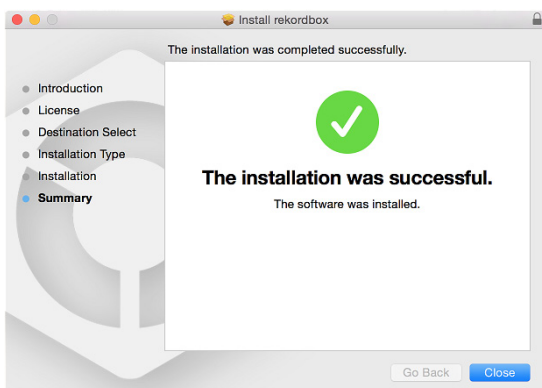 Install rekordbox
The installation was completed successfully.
Introduction
License
Destination Select
Installation Type
Installation
Summary
The installation was successful.
The software was installed.
Go Back
Close